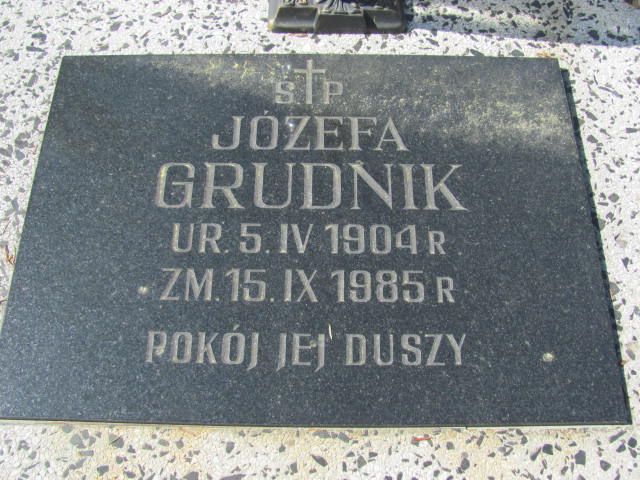 S†P
JÓZEFA
GRUDNIK
UR. 5. IV 1904 R
ZM. 15. IX 1985 R
POKÓJ JEJ DUSZY